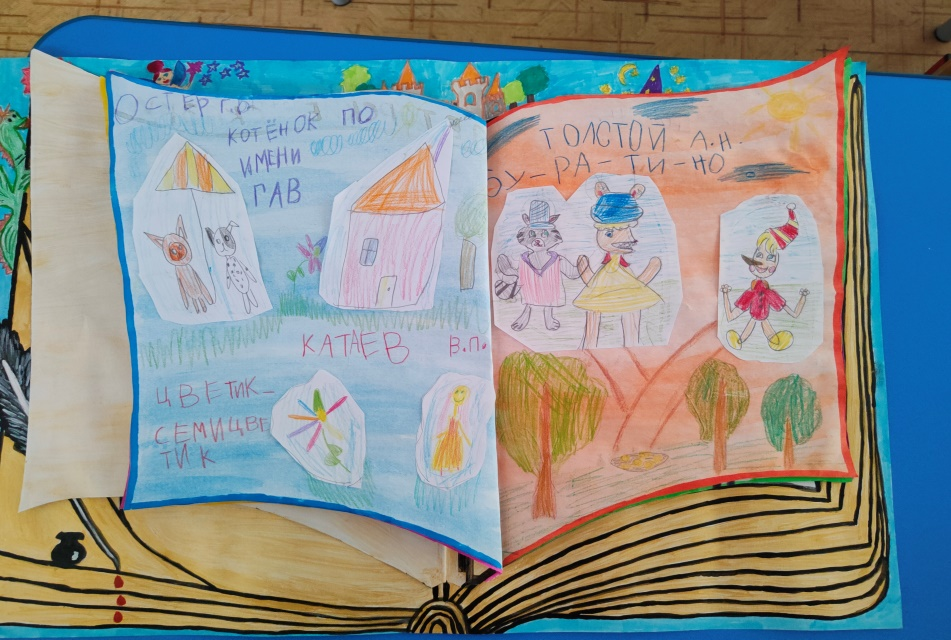 ОСТЕР Г.О
КОТЁНОК ПО
ИМЕНИ
ГАВ
КАТАЕВ В.П.
ЦВЕТИК-
СЕМИЦВЕ
ТИК
ТОЛСТОЙ А.Н.
БУ-РА-ТИ-НО